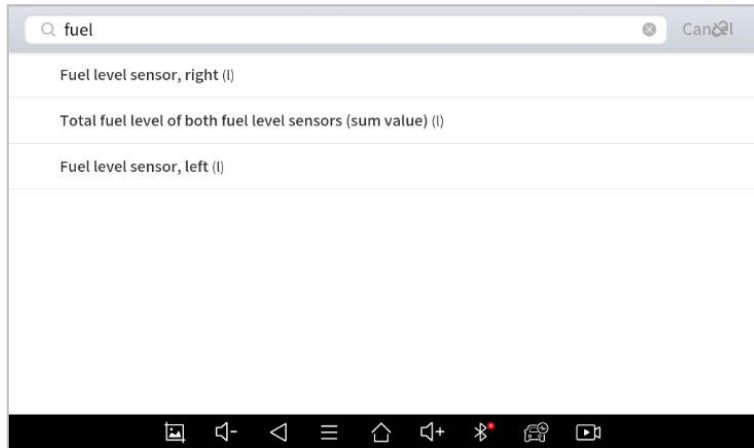 fuel
Cancel
Fuel level sensor, right (l)
Total fuel level of both fuel level sensors (sum value) (l)
Fuel level sensor, left (l)